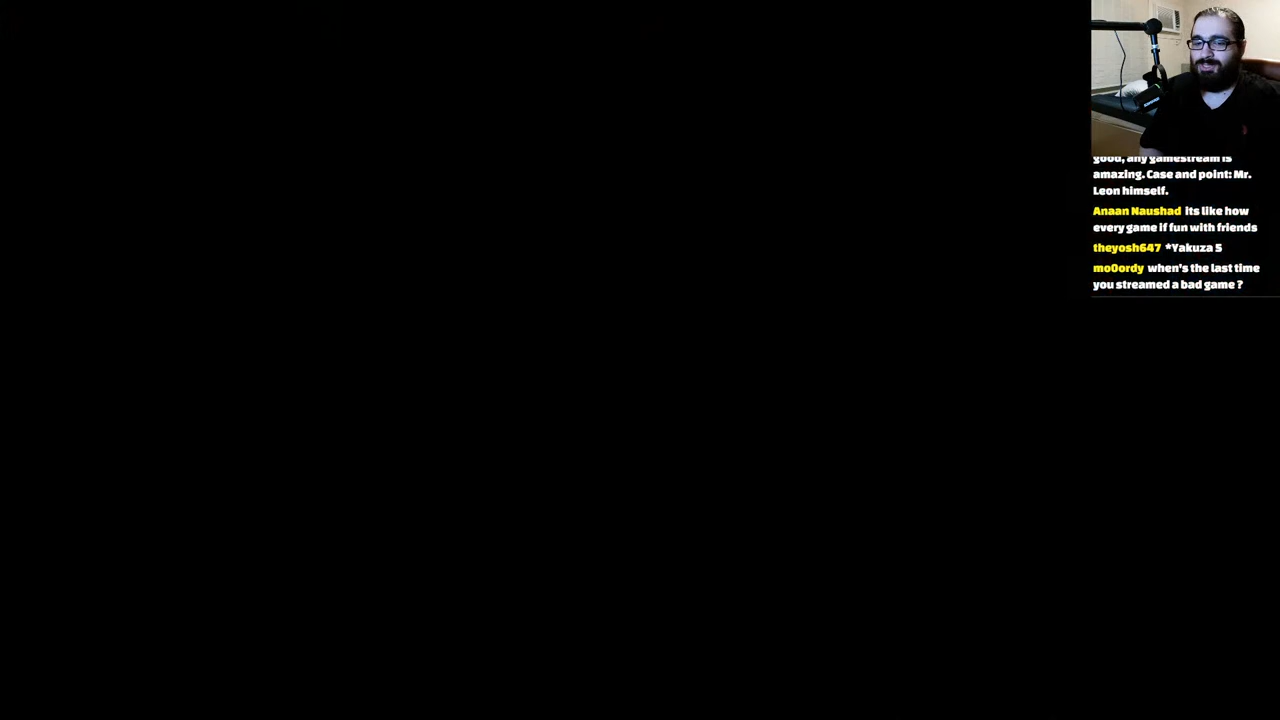 good, any gamestream is
amazing. Case and point: Mr.
Leon himself.
Anaan Naushad Its like how
every game if fun with friends
theyosh647 *Yakuza 5
mo0ordy when's the last time
you streamed a bad game ?